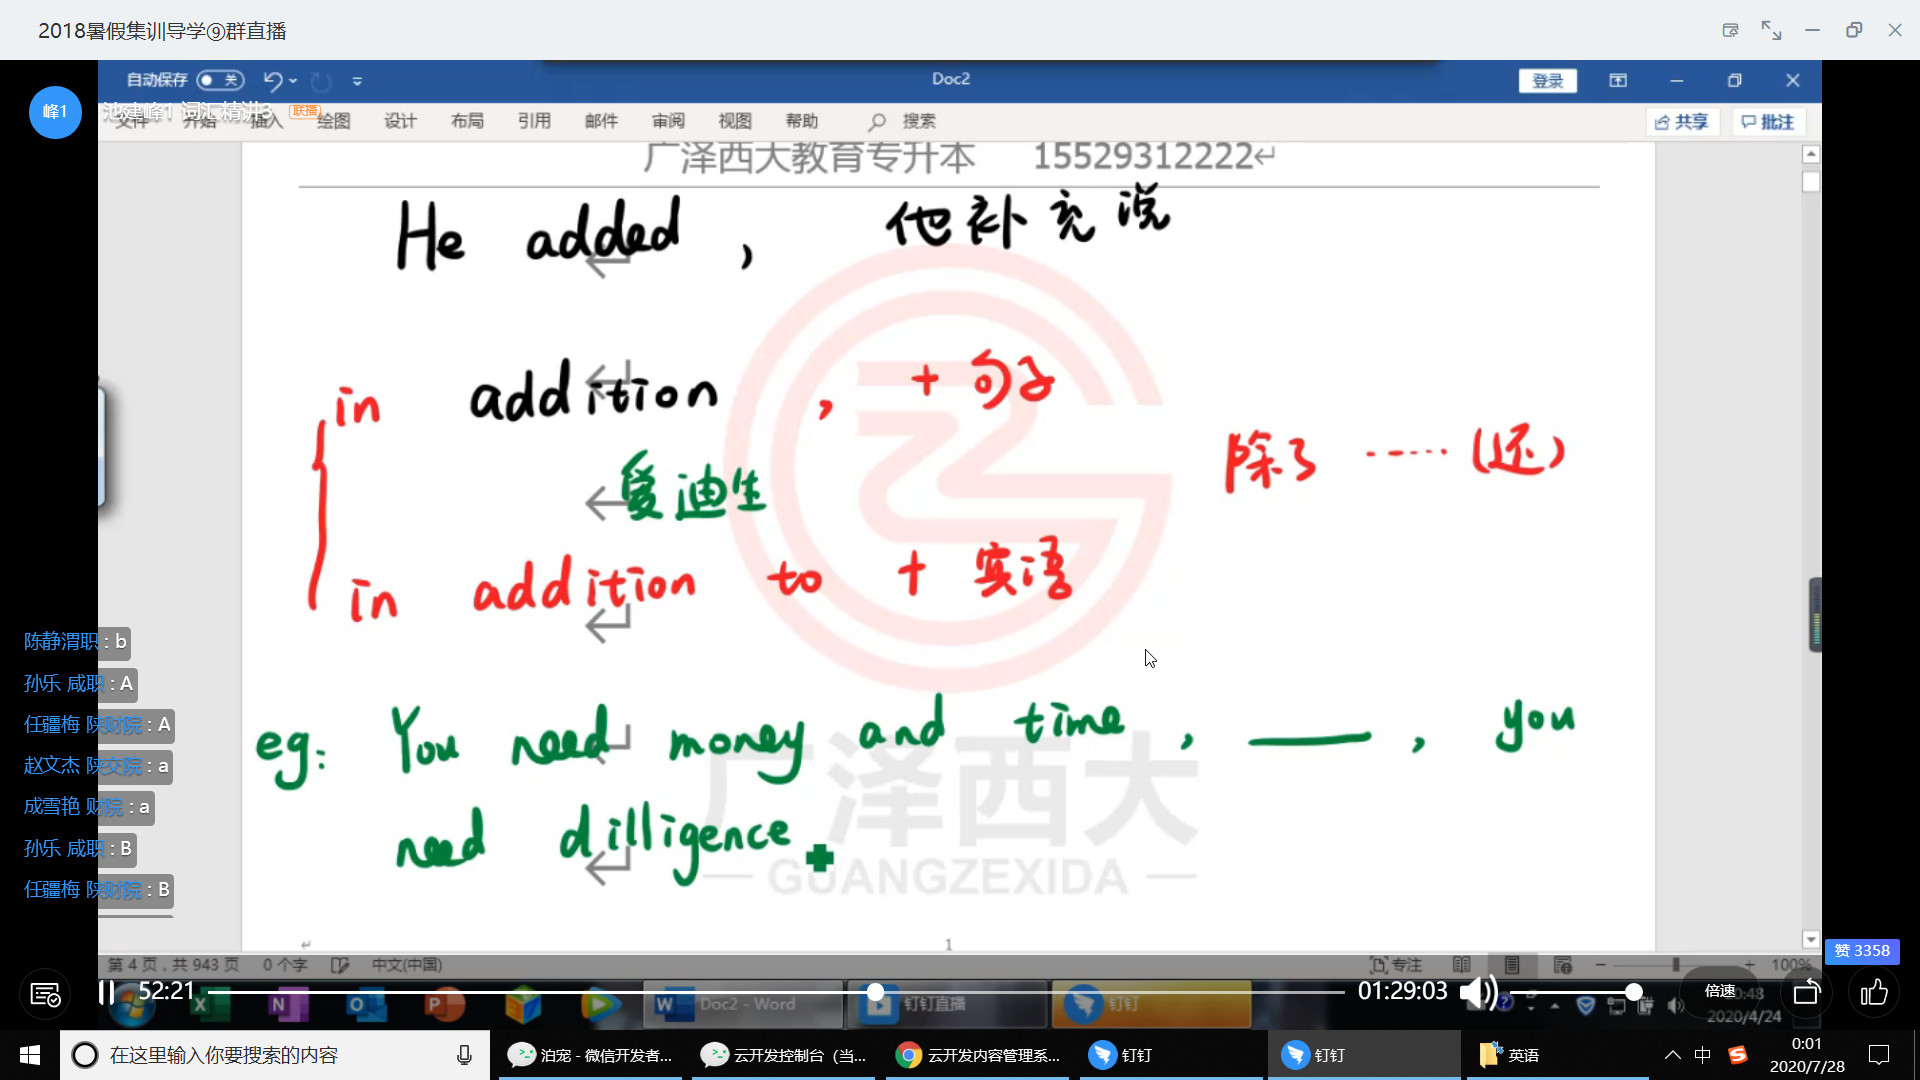 2018暑假集训导学⑨群直播
自动保存 关 Doc2 登录
峰1 池建峰1 词汇精讲3 联播
文件 开始 插入 绘图 设计 布局 引用 邮件 审阅 视图 帮助 搜索 共享 批注
广泽西大教育专升本 15529312222
He added , 他补充说
in addition , + 句子
除了 …… (还)
爱迪生
in addition to + 宾语
eg: You need money and time , ____ , you
need dilligence
广泽西大
GUANGZEXIDA
陈静渭职 : b
孙乐 咸职 : A
任疆梅 陕财院 : A
赵文杰 陕交院 : a
成雪艳 财院 : a
孙乐 咸职 : B
任疆梅 陕财院 : B
1
赞 3358
第 4 页，共 943 页 0 个字 中文(中国) 专注 100%
52:21 01:29:03 倍速
Doc2 - Word 钉钉直播 钉钉
2020/4/24
在这里输入你要搜索的内容 泊宠 - 微信开发者... 云开发控制台（当... 云开发内容管理系... 钉钉 钉钉 英语 中 0:01
2020/7/28